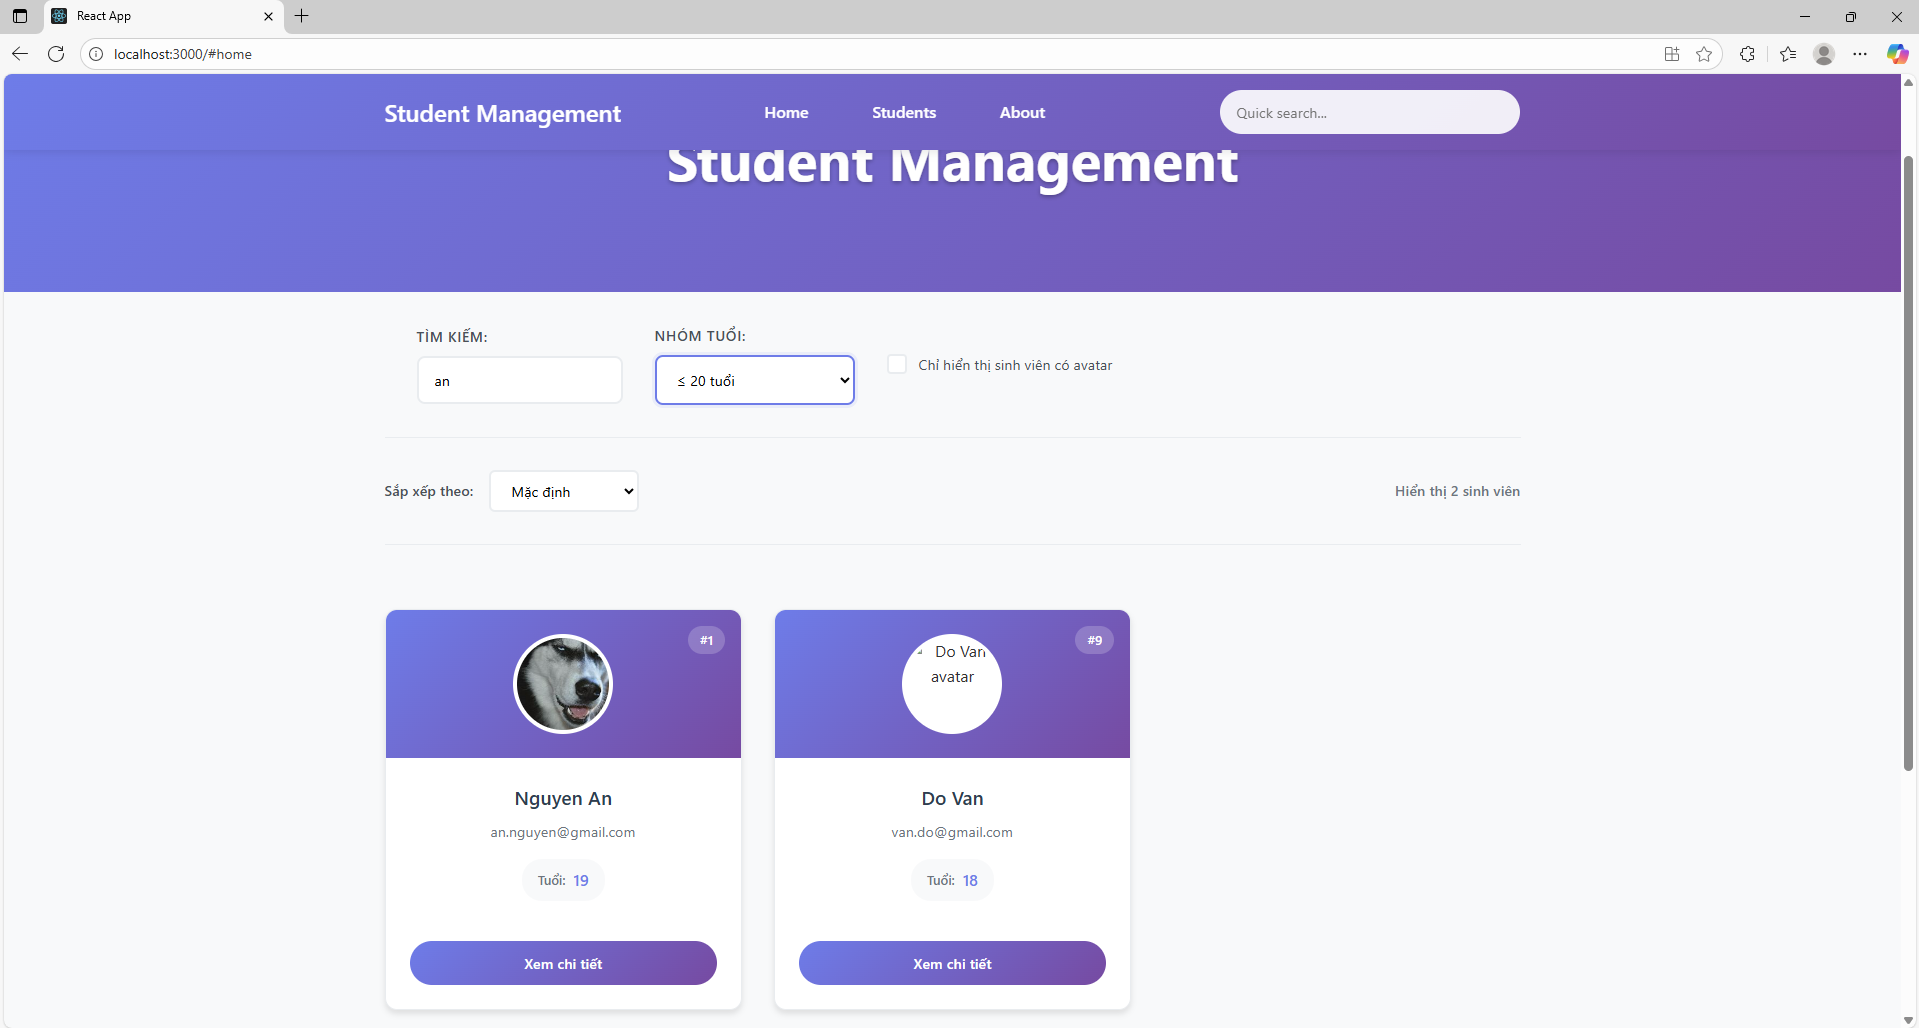 React App
localhost:3000/#home
Student Management
Home
Students
About
Quick search...
Student Management
TÌM KIẾM:
NHÓM TUỔI:
an
≤ 20 tuổi
Chỉ hiển thị sinh viên có avatar
Sắp xếp theo:
Mặc định
Hiển thị 2 sinh viên
#1
Nguyen An
an.nguyen@gmail.com
Tuổi: 19
Xem chi tiết
#9
Do Van
avatar
Do Van
van.do@gmail.com
Tuổi: 18
Xem chi tiết